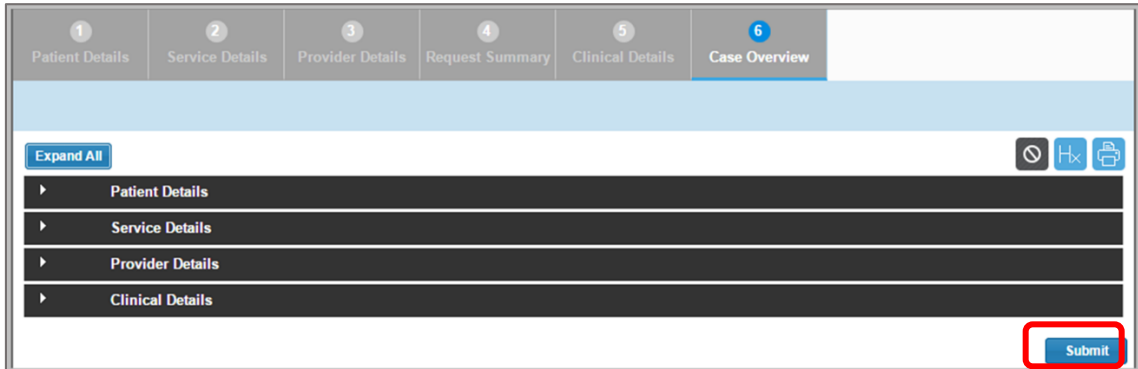 1 2 3 4 5 6
Patient Details Service Details Provider Details Request Summary Clinical Details Case Overview
Expand All Hx
Patient Details
Service Details
Provider Details
Clinical Details
Submit